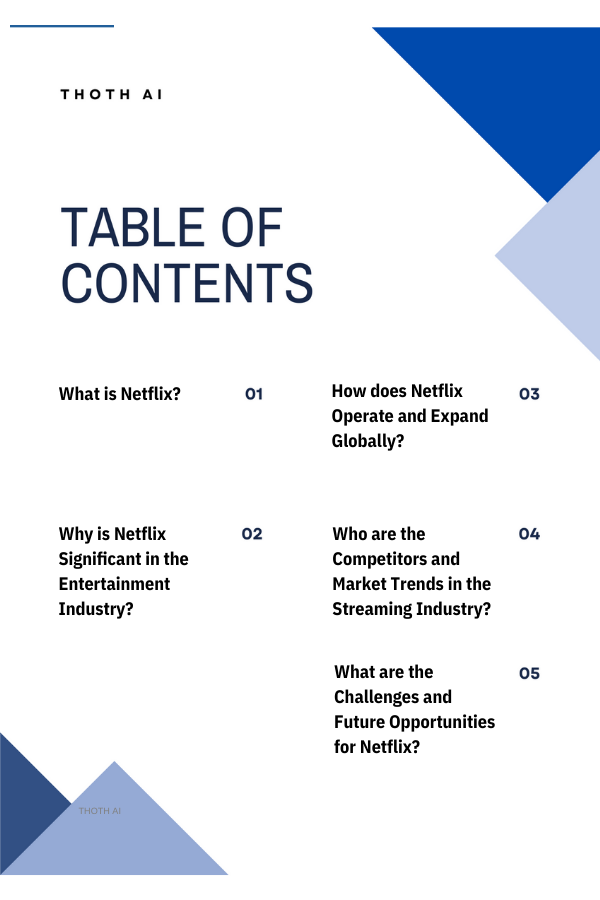 THOTH AI
TABLE OF
CONTENTS
What is Netflix? 01
Why is Netflix 02
Significant in the
Entertainment
Industry?
How does Netflix 03
Operate and Expand
Globally?
Who are the 04
Competitors and
Market Trends in the
Streaming Industry?
What are the 05
Challenges and
Future Opportunities
for Netflix?
THOTH AI